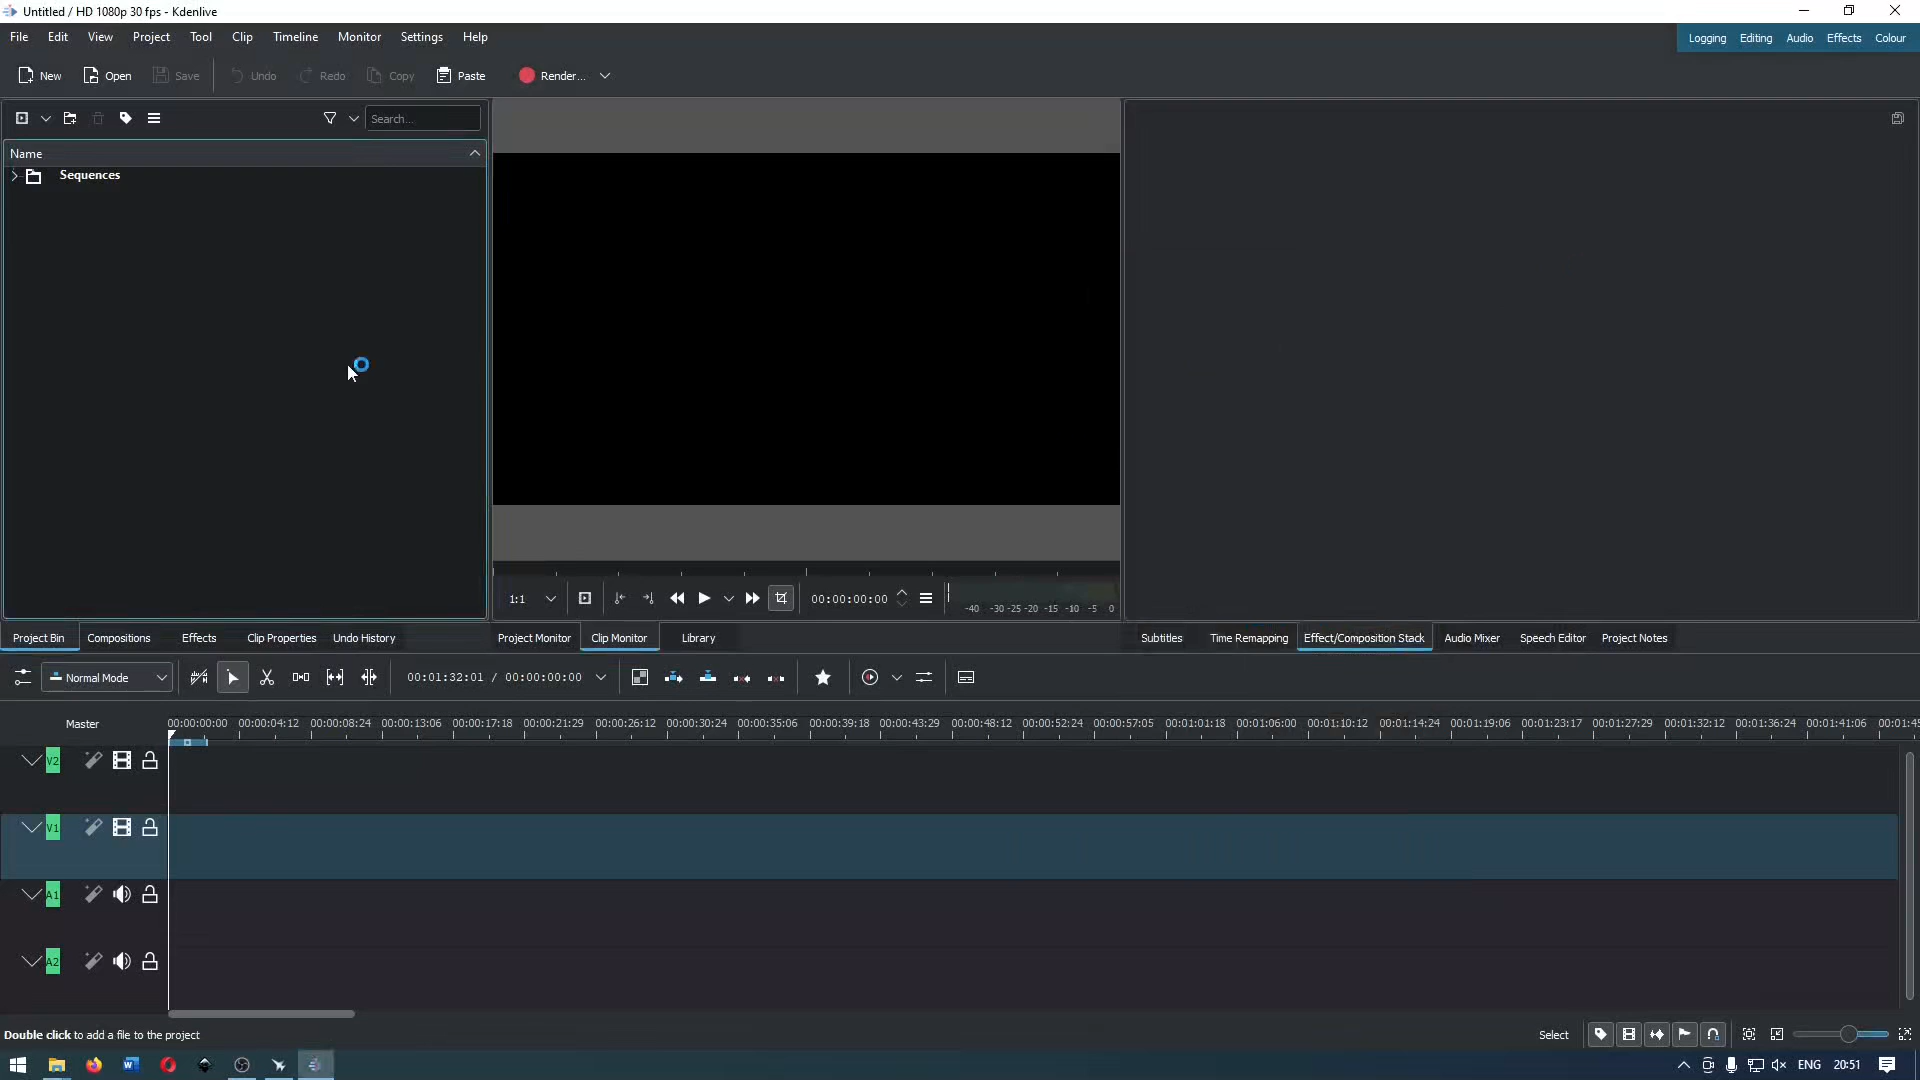 Untitled / HD 1080p 30 fps - Kdenlive
File Edit View Project Tool Clip Timeline Monitor Settings Help
Logging Editing Audio Effects Colour
New Open Save Undo Redo Copy Paste Render...
Search...
Name
Sequences
1:1
00:00:00:00
-40 -30 -25 -20 -15 -10 -5 0
Project Bin Compositions Effects Clip Properties Undo History
Project Monitor Clip Monitor Library
Subtitles Time Remapping Effect/Composition Stack Audio Mixer Speech Editor Project Notes
Normal Mode
00:01:32:01 / 00:00:00:00
Master
00:00:00:00 00:00:04:12 00:00:08:24 00:00:13:06 00:00:17:18 00:00:21:29 00:00:26:12 00:00:30:24 00:00:35:06 00:00:39:18 00:00:43:29 00:00:48:12 00:00:52:24 00:00:57:05 00:01:01:18 00:01:06:00 00:01:10:12 00:01:14:24 00:01:19:06 00:01:23:17 00:01:27:29 00:01:32:12 00:01:36:24 00:01:41:06 00:01:45
V2
V1
A1
A2
Double click to add a file to the project
Select
ENG 20:51